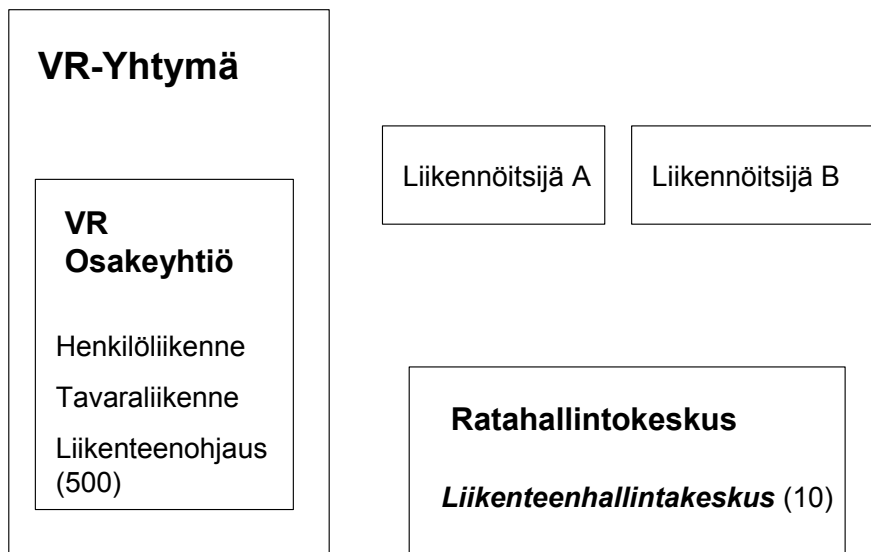 VR-Yhtymä
VR
Osakeyhtiö
Henkilöliikenne
Tavaraliikenne
Liikenteenohjaus
(500)
Liikennöitsijä A
Liikennöitsijä B
Ratahallintokeskus
Liikenteenhallintakeskus (10)